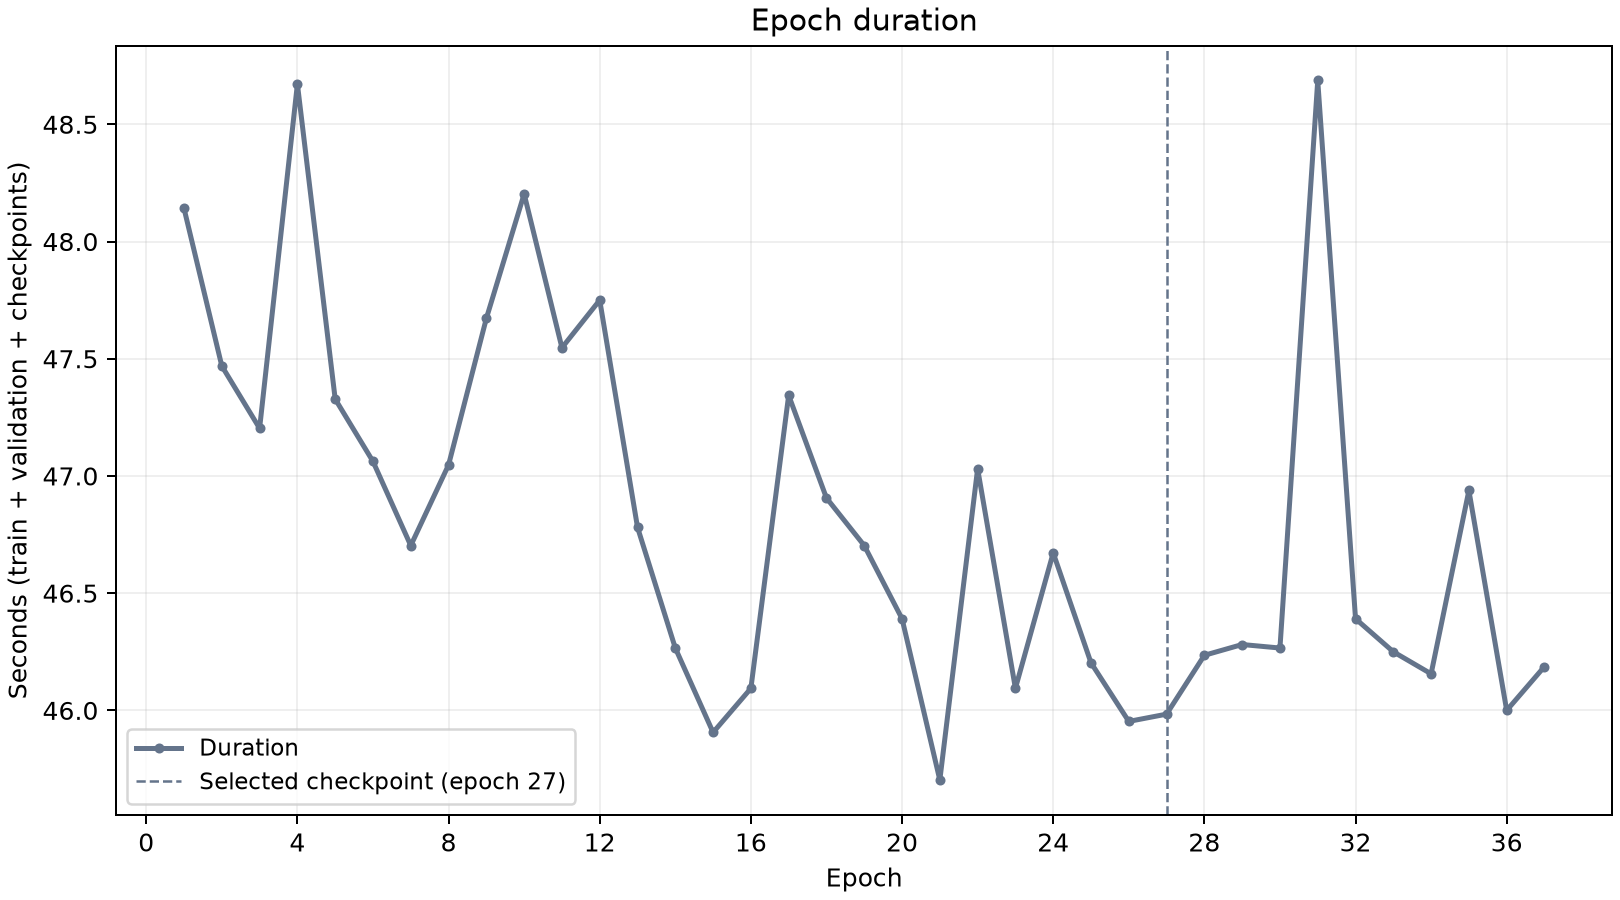 Epoch duration
Seconds (train + validation + checkpoints)
48.5
48.0
47.5
47.0
46.5
46.0
Duration
Selected checkpoint (epoch 27)
0 4 8 12 16 20 24 28 32 36
Epoch